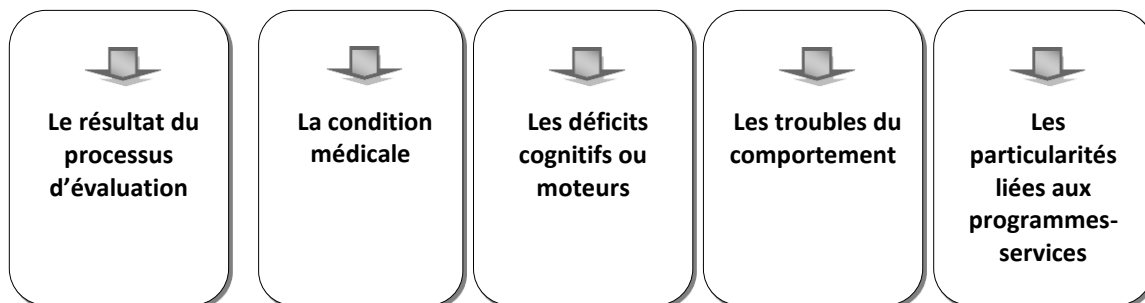 Le résultat du
processus
d’évaluation
La condition
médicale
Les déficits
cognitifs ou
moteurs
Les troubles du
comportement
Les
particularités
liées aux
programmes-
services